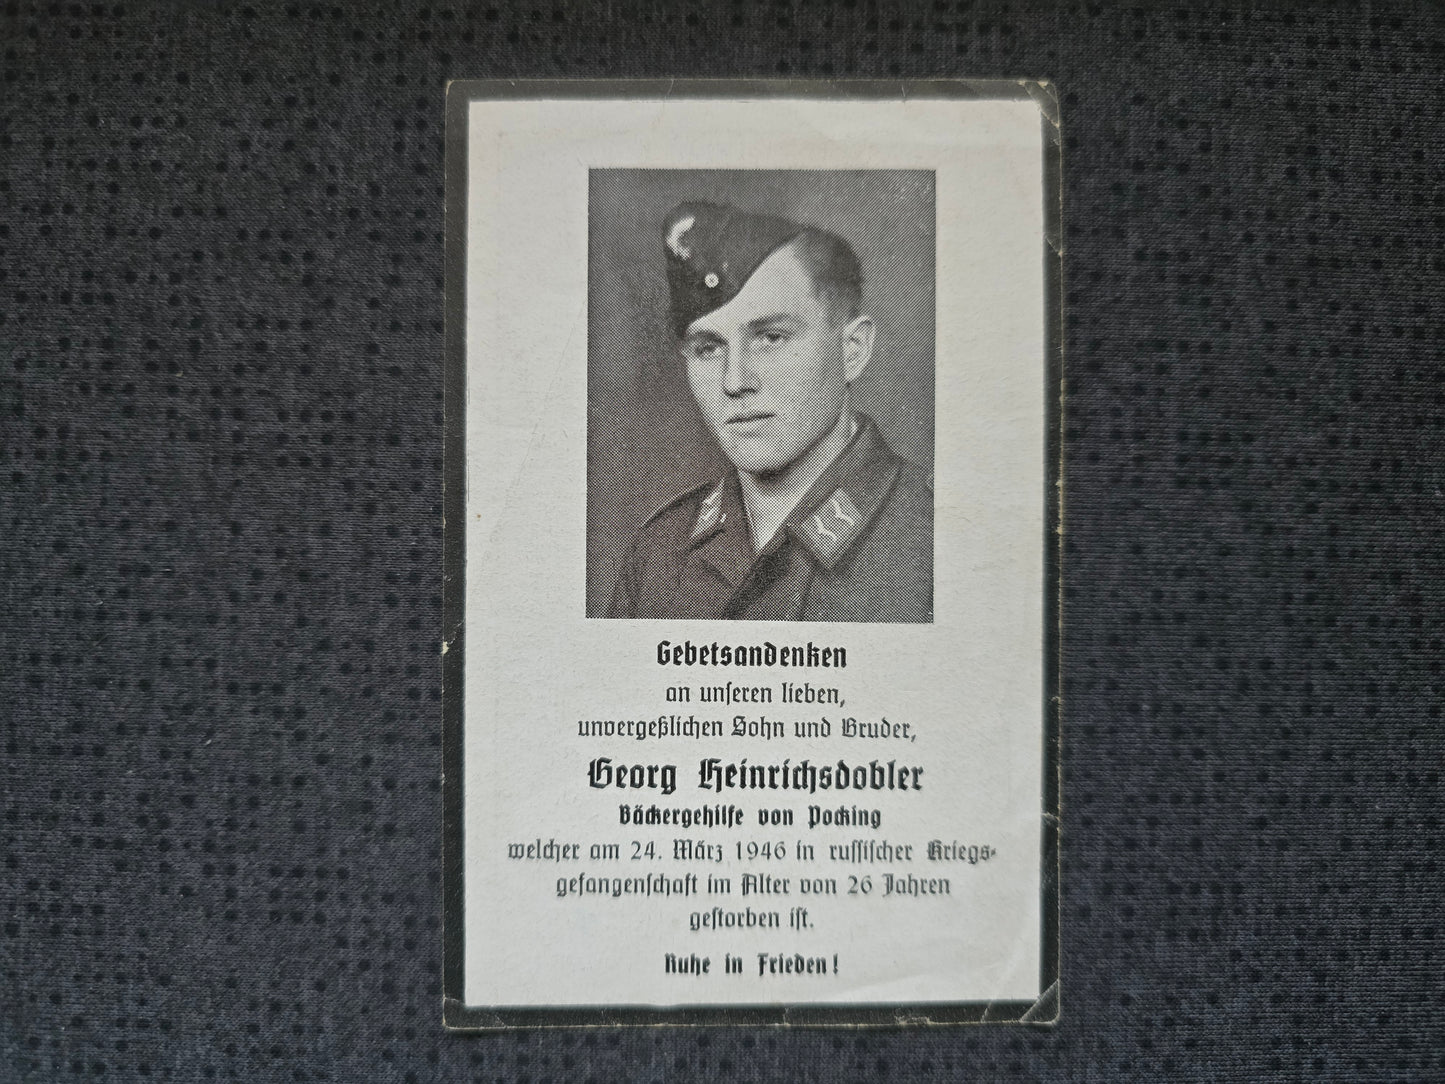 Gebetsandenken
an unseren lieben,
unvergeßlichen Sohn und Bruder,
Georg Heinrichsdobler
Bäckergehilfe von Pocking
welcher am 24. März 1946 in russischer Kriegs-
gefangenschaft im Alter von 26 Jahren
gestorben ist.
Ruhe in Frieden!